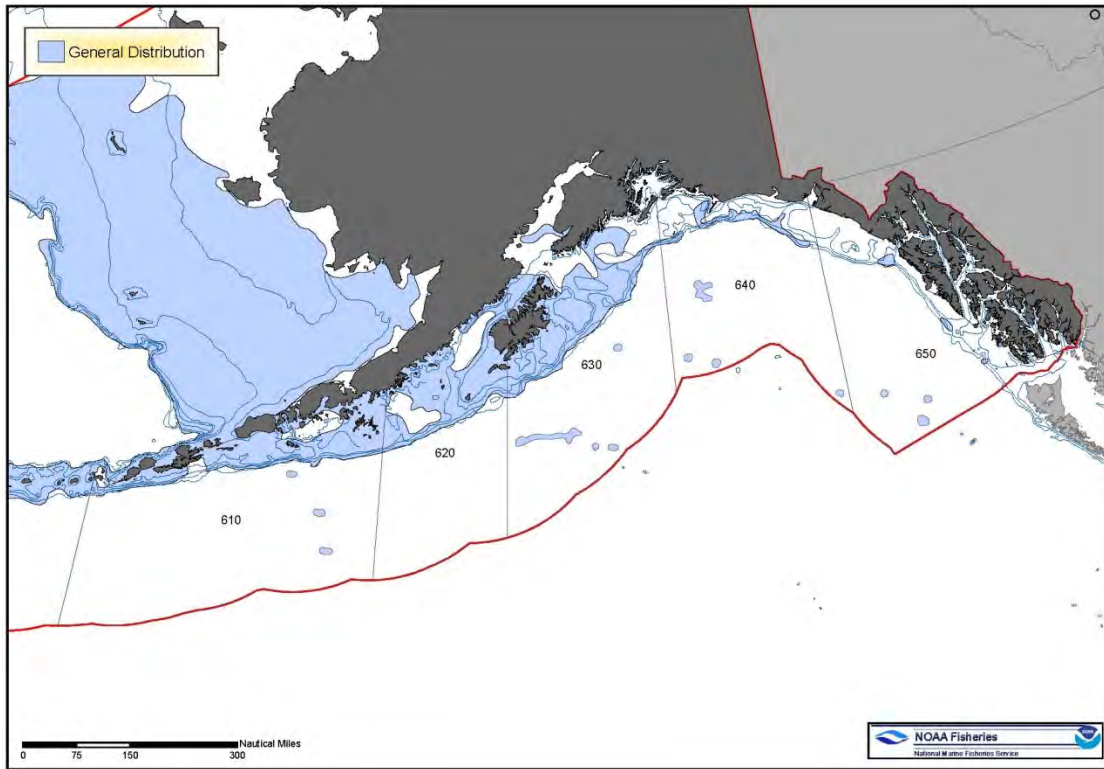 General Distribution
640
650
630
620
610
Nautical Miles
0 75 150 300
NOAA Fisheries
National Marine Fisheries Service